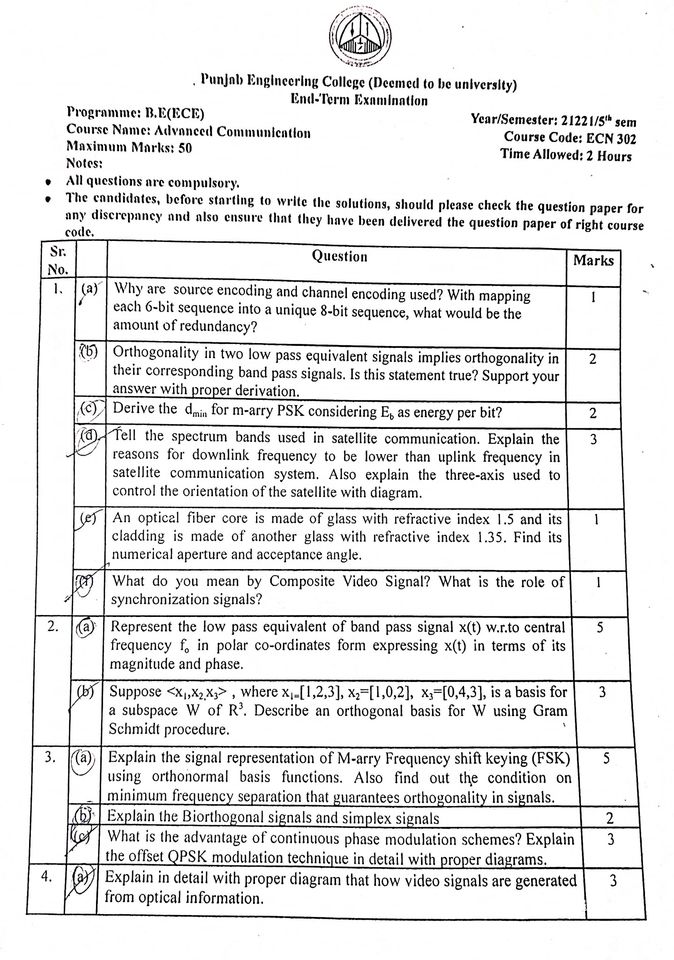 Punjab Engineering College (Deemed to be university)
End-Term Examination
Programme: B.E(ECE)
Year/Semester: 21221/5th sem
Course Name: Advanced Communication
Course Code: ECN 302
Maximum Marks: 50
Time Allowed: 2 Hours
Notes:
• All questions are compulsory.
• The candidates, before starting to write the solutions, should please check the question paper for
any discrepancy and also ensure that they have been delivered the question paper of right course
code.
Sr. No. Question Marks
1. (a) Why are source encoding and channel encoding used? With mapping 1
each 6-bit sequence into a unique 8-bit sequence, what would be the
amount of redundancy?
(b) Orthogonality in two low pass equivalent signals implies orthogonality in 2
their corresponding band pass signals. Is this statement true? Support your
answer with proper derivation.
(c) Derive the dmin for m-arry PSK considering Eb as energy per bit? 2
(d) Tell the spectrum bands used in satellite communication. Explain the 3
reasons for downlink frequency to be lower than uplink frequency in
satellite communication system. Also explain the three-axis used to
control the orientation of the satellite with diagram.
(e) An optical fiber core is made of glass with refractive index 1.5 and its 1
cladding is made of another glass with refractive index 1.35. Find its
numerical aperture and acceptance angle.
(f) What do you mean by Composite Video Signal? What is the role of 1
synchronization signals?
2. (a) Represent the low pass equivalent of band pass signal x(t) w.r.to central 5
frequency fo in polar co-ordinates form expressing x(t) in terms of its
magnitude and phase.
(b) Suppose <x1,x2,x3> , where x1=[1,2,3], x2=[1,0,2], x3=[0,4,3], is a basis for 3
a subspace W of R³. Describe an orthogonal basis for W using Gram
Schmidt procedure.
3. (a) Explain the signal representation of M-arry Frequency shift keying (FSK) 5
using orthonormal basis functions. Also find out the condition on
minimum frequency separation that guarantees orthogonality in signals.
(b) Explain the Biorthogonal signals and simplex signals 2
(c) What is the advantage of continuous phase modulation schemes? Explain 3
the offset QPSK modulation technique in detail with proper diagrams.
4. (a) Explain in detail with proper diagram that how video signals are generated 3
from optical information.